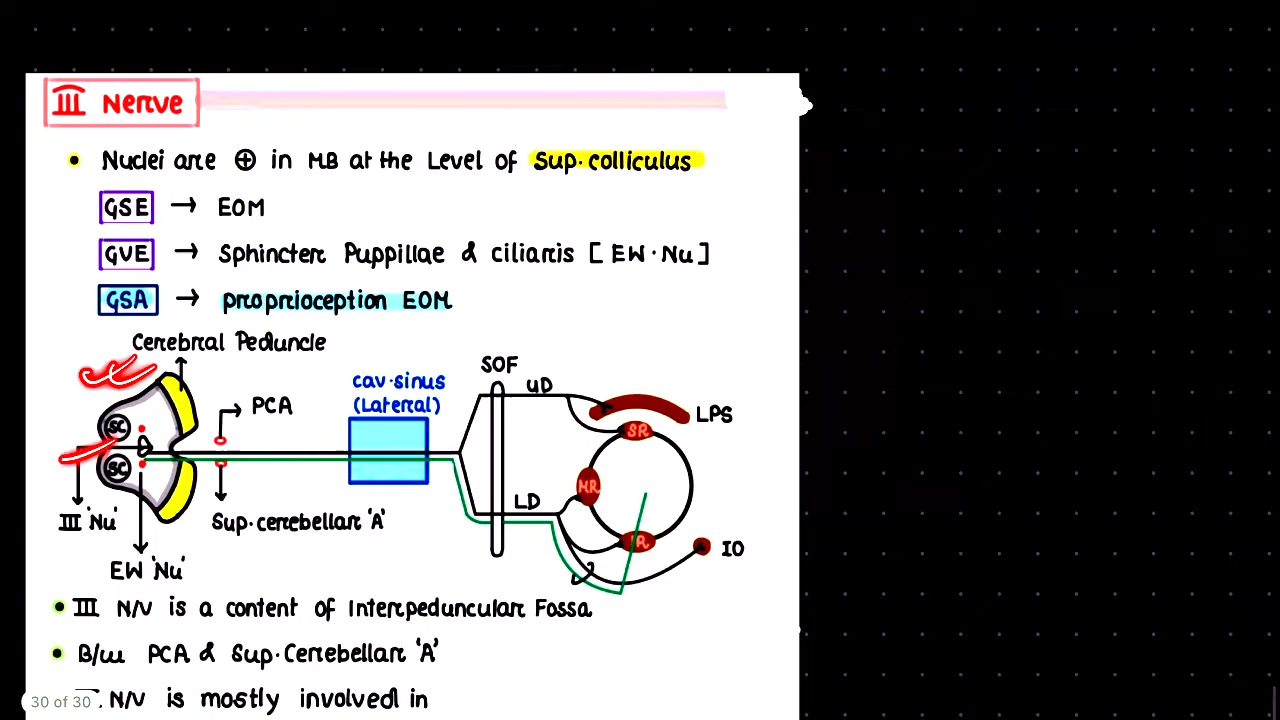 III Nerve
• Nuclei are ⊕ in MB at the Level of Sup. colliculus
GSE → EOM
GVE → Sphincter Puppillae & ciliaris [EW. Nu]
GSA → proprioception EOM
Cerebral Peduncle
SOF
cav. sinus
(Lateral)
UD
PCA
LPS
SC
SR
SC
MR
LD
III 'Nu'
Sup. cerebellar 'A'
IR
IO
EW 'Nu'
• III N/V is a content of Interpeduncular Fossa
• B/w PCA & Sup. Cerebellar 'A'
30 of 30
N/V is mostly involved in